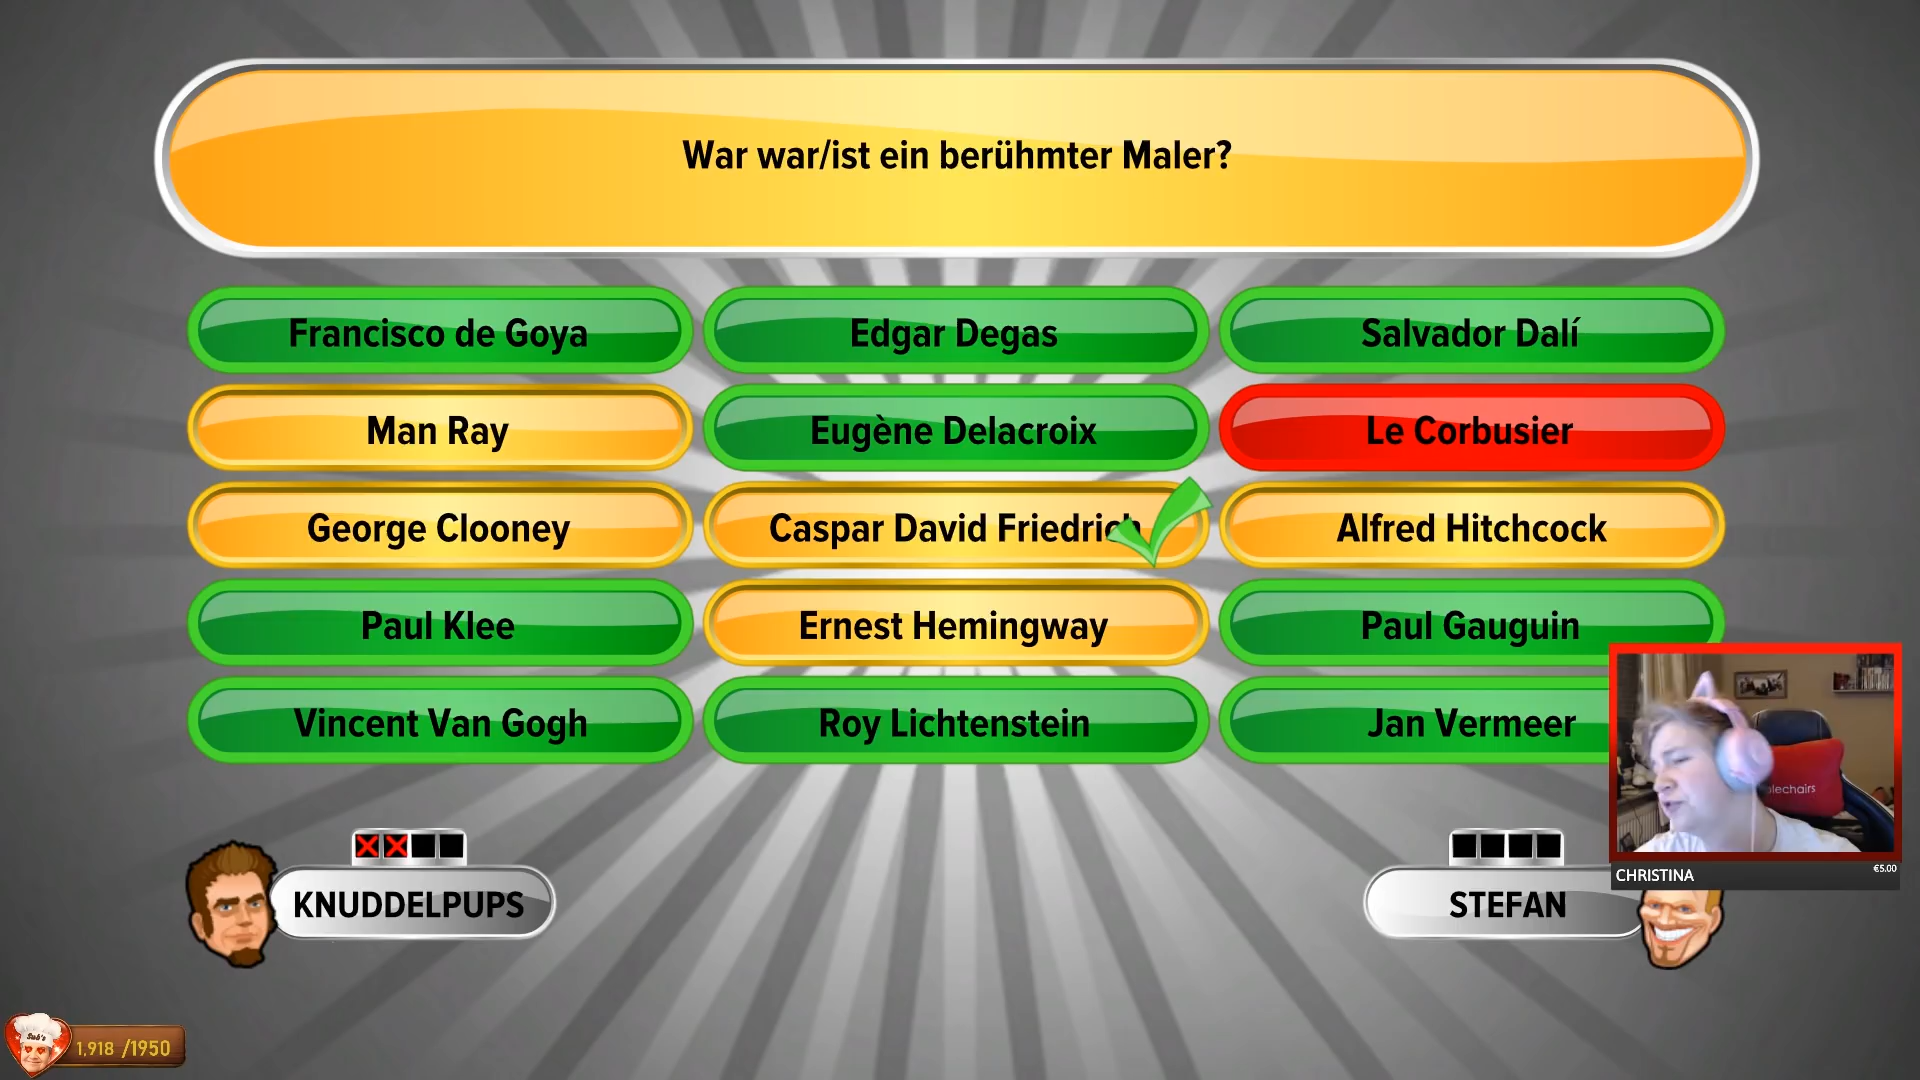 War war/ist ein berühmter Maler?
Francisco de Goya
Edgar Degas
Salvador Dalí
Man Ray
Eugène Delacroix
Le Corbusier
George Clooney
Caspar David Friedrich
Alfred Hitchcock
Paul Klee
Ernest Hemingway
Paul Gauguin
Vincent Van Gogh
Roy Lichtenstein
Jan Vermeer
blechairs
KNUDDELPUPS
STEFAN
CHRISTINA
€5.00
Sub's
1,918 /1950